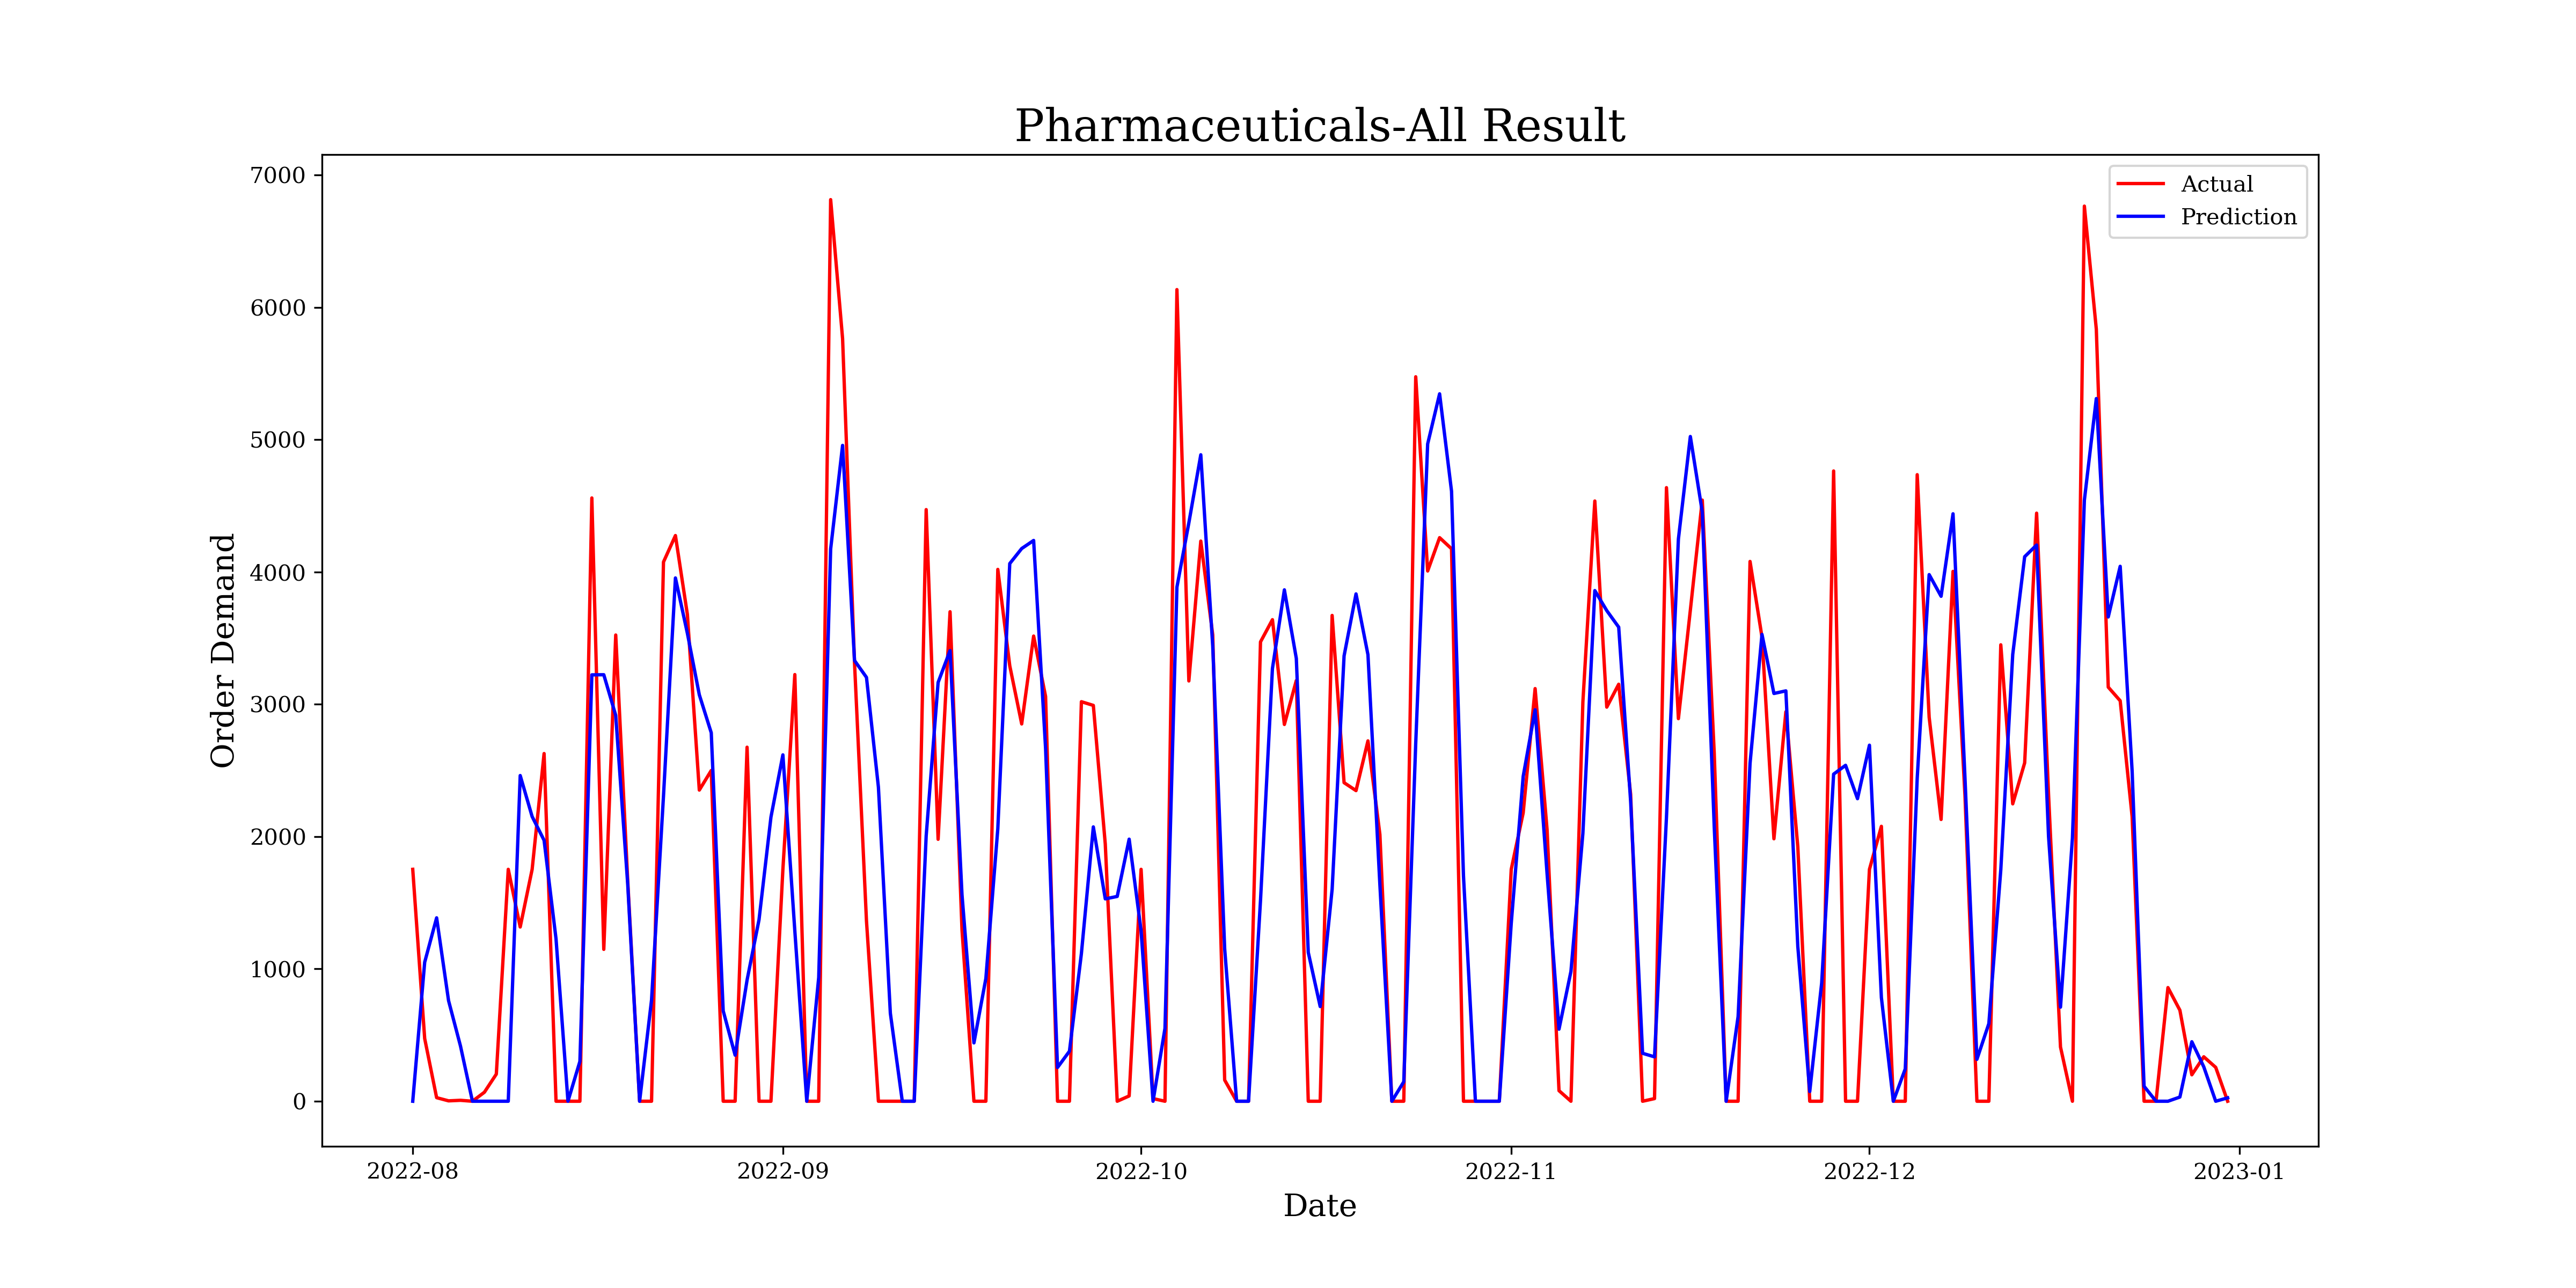 Pharmaceuticals-All Result
Actual
Prediction
7000
6000
5000
4000
3000
2000
1000
0
Order Demand
2022-08
2022-09
2022-10
2022-11
2022-12
2023-01
Date